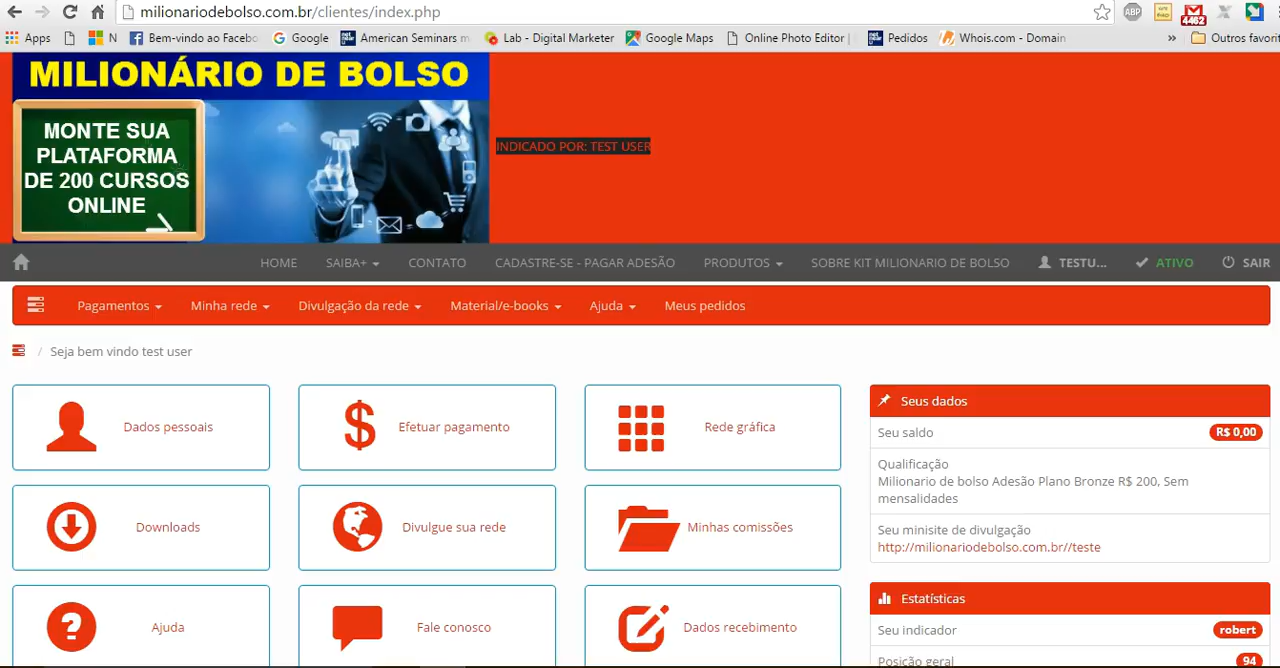 milionariodebolso.com.br/clientes/index.php
ABP
4462
Apps
N
Bem-vindo ao Facebo
Google
American Seminars m
Lab - Digital Marketer
Google Maps
Online Photo Editor |
Pedidos
Whois.com - Domain
»
Outros favorit
MILIONÁRIO DE BOLSO
MONTE SUA
PLATAFORMA
DE 200 CURSOS
ONLINE
INDICADO POR: TEST USER
HOME
SAIBA+
CONTATO
CADASTRE-SE - PAGAR ADESÃO
PRODUTOS
SOBRE KIT MILIONARIO DE BOLSO
TESTU...
ATIVO
SAIR
Pagamentos
Minha rede
Divulgação da rede
Material/e-books
Ajuda
Meus pedidos
/ Seja bem vindo test user
Dados pessoais
Efetuar pagamento
Rede gráfica
Downloads
Divulgue sua rede
Minhas comissões
Ajuda
Fale conosco
Dados recebimento
Seus dados
Seu saldo
R$ 0,00
Qualificação
Milionario de bolso Adesão Plano Bronze R$ 200, Sem
mensalidades
Seu minisite de divulgação
http://milionariodebolso.com.br//teste
Estatísticas
Seu indicador
robert
Posição geral
94